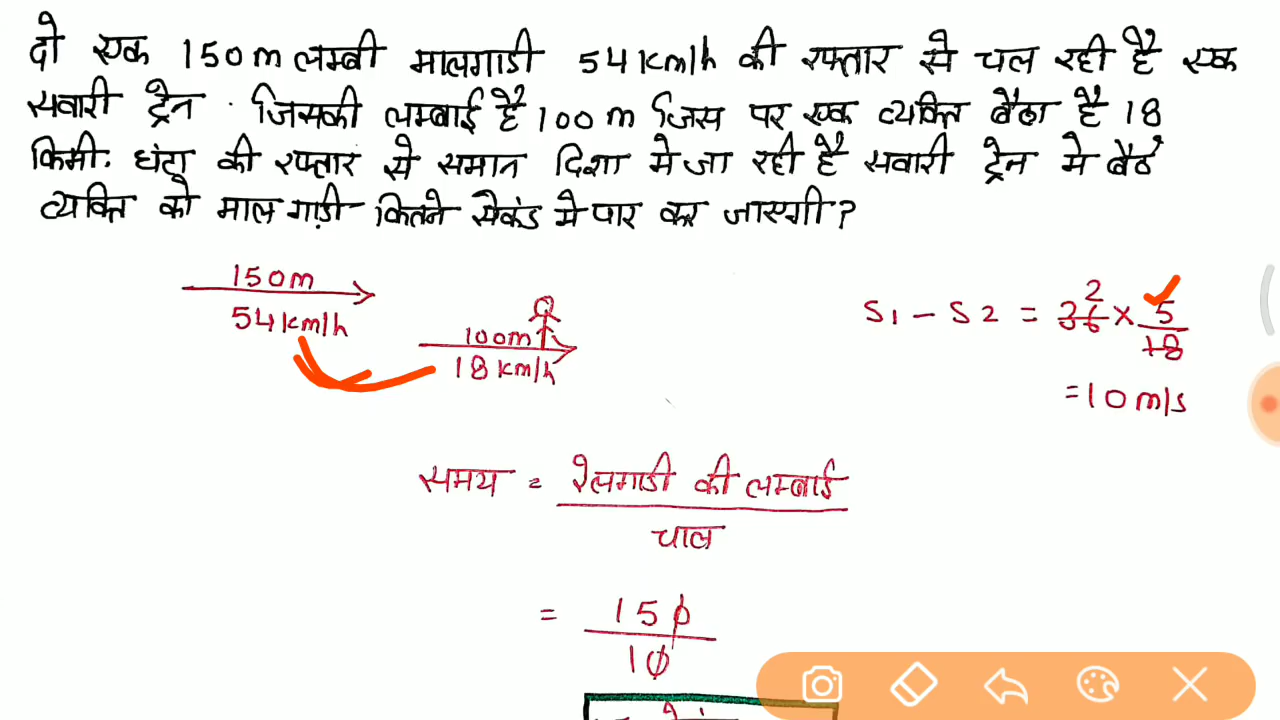 दो एक 150m लम्बी मालगाडी 54km/h की रफ्तार से चल रही है एक
सवारी ट्रेन . जिसकी लम्बाई है 100m जिस पर एक व्यक्ति बैठा है 18
किमी. घंटा की रफ्तार से समान दिशा मे जा रही है सवारी ट्रेन मे बैठे
व्यक्ति को माल गाड़ी कितने सेकंड मे पार कर जाएगी?
150m
54km/h
100m
18km/h
S1 - S2 = 36 2 × 5/18
= 10 m/s
समय = रेलगाडी की लम्बाई
चाल
= 150
10